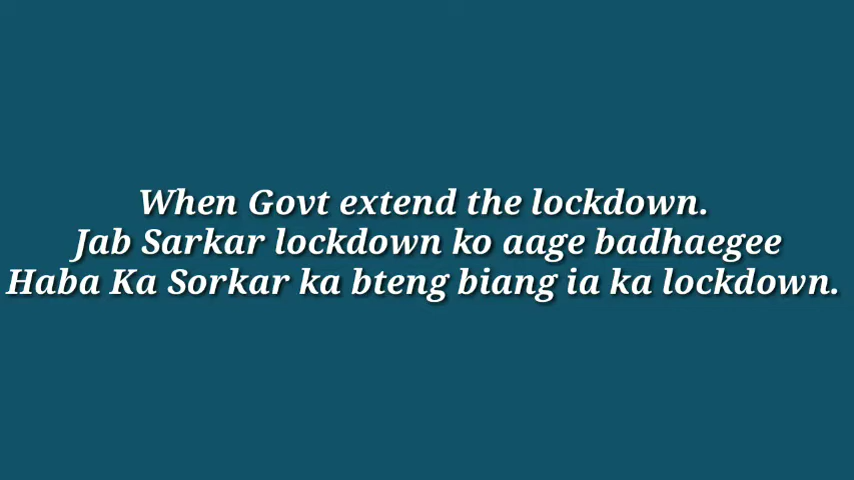 When Govt extend the lockdown.
Jab Sarkar lockdown ko aage badhaegee
Haba Ka Sorkar ka bteng biang ia ka lockdown.